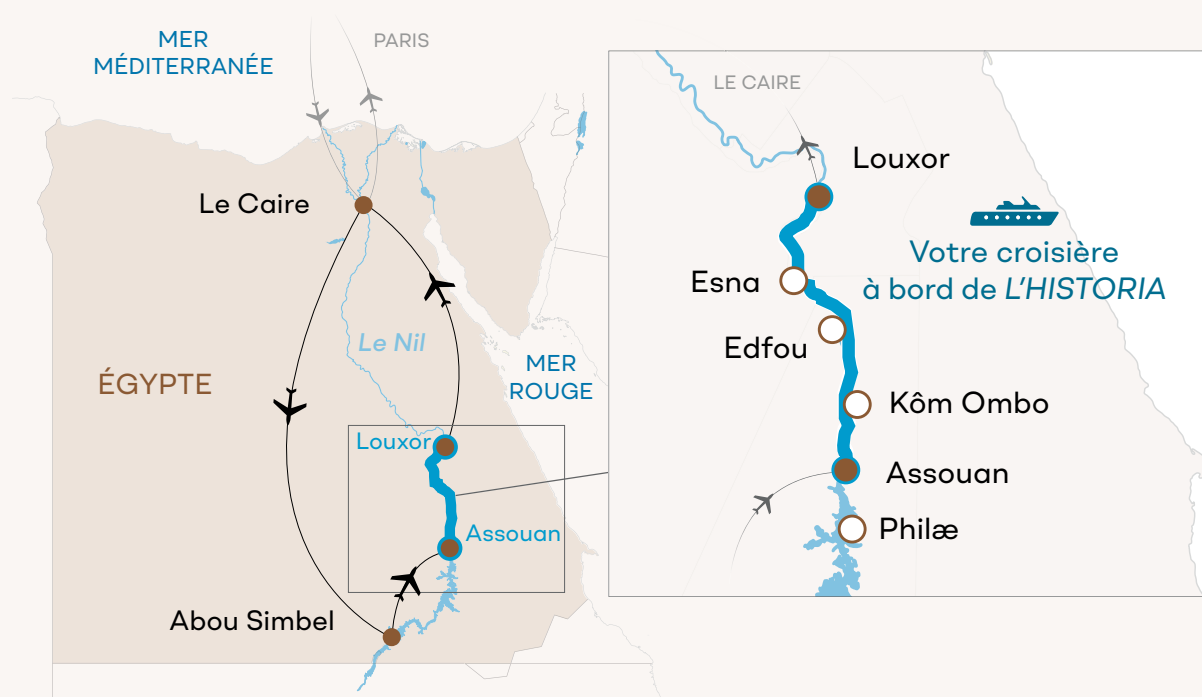 MER
MÉDITERRANÉE
PARIS
Le Caire
Le Nil
ÉGYPTE
MER
ROUGE
Louxor
Assouan
Abou Simbel
LE CAIRE
Louxor
Votre croisière
à bord de L'HISTORIA
Esna
Edfou
Kôm Ombo
Assouan
Philæ